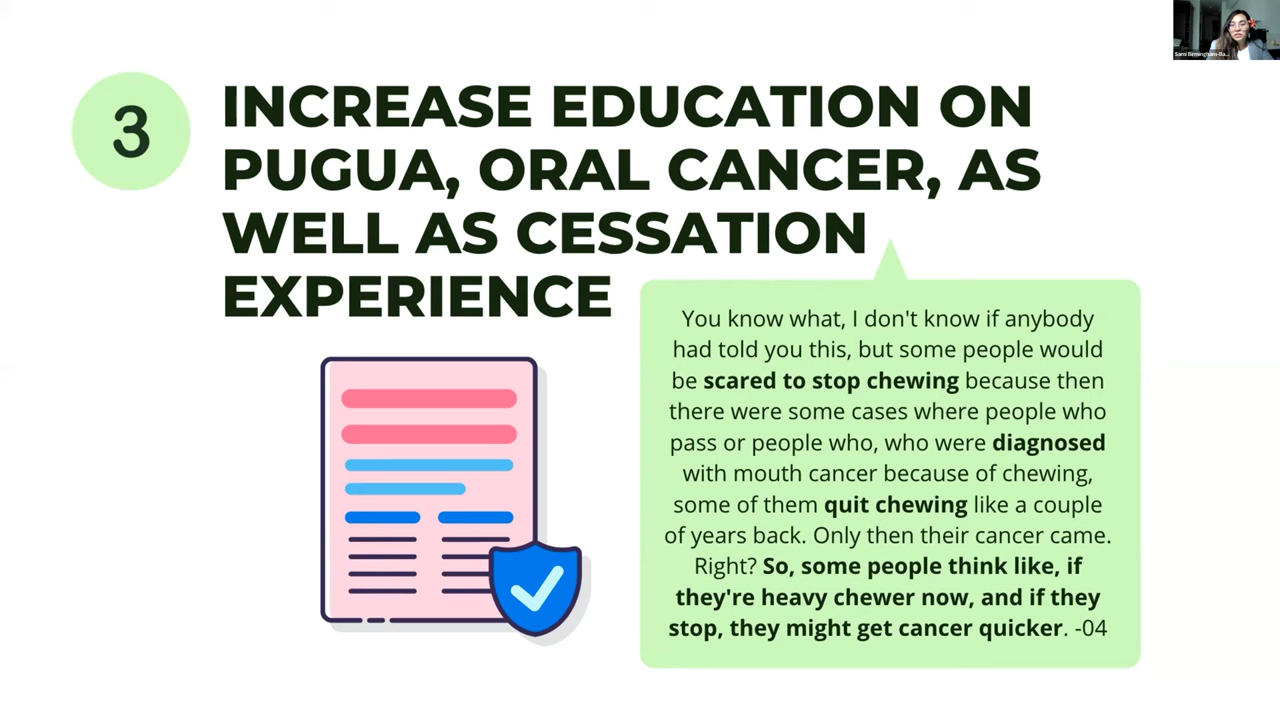 3
INCREASE EDUCATION ON
PUGUA, ORAL CANCER, AS
WELL AS CESSATION
EXPERIENCE
You know what, I don't know if anybody
had told you this, but some people would
be scared to stop chewing because then
there were some cases where people who
pass or people who, who were diagnosed
with mouth cancer because of chewing,
some of them quit chewing like a couple
of years back. Only then their cancer came.
Right? So, some people think like, if
they're heavy chewer now, and if they
stop, they might get cancer quicker. -04
Sami Birmingham-Ba...